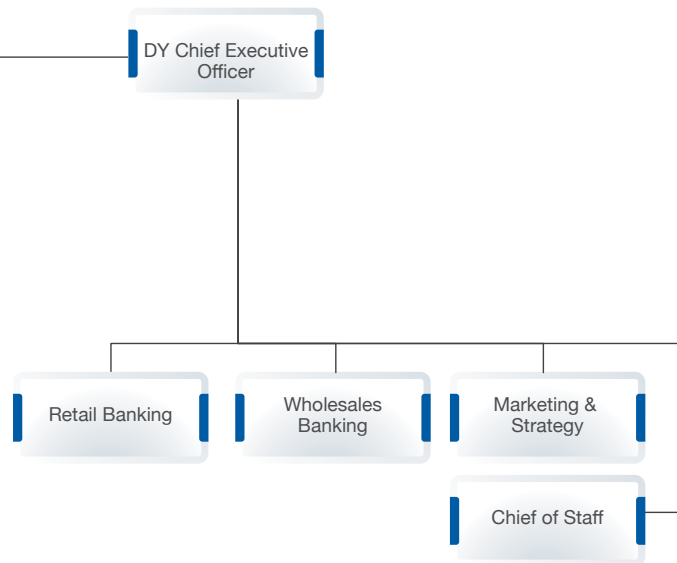 DY Chief Executive
Officer
Retail Banking
Wholesales
Banking
Marketing &
Strategy
Chief of Staff